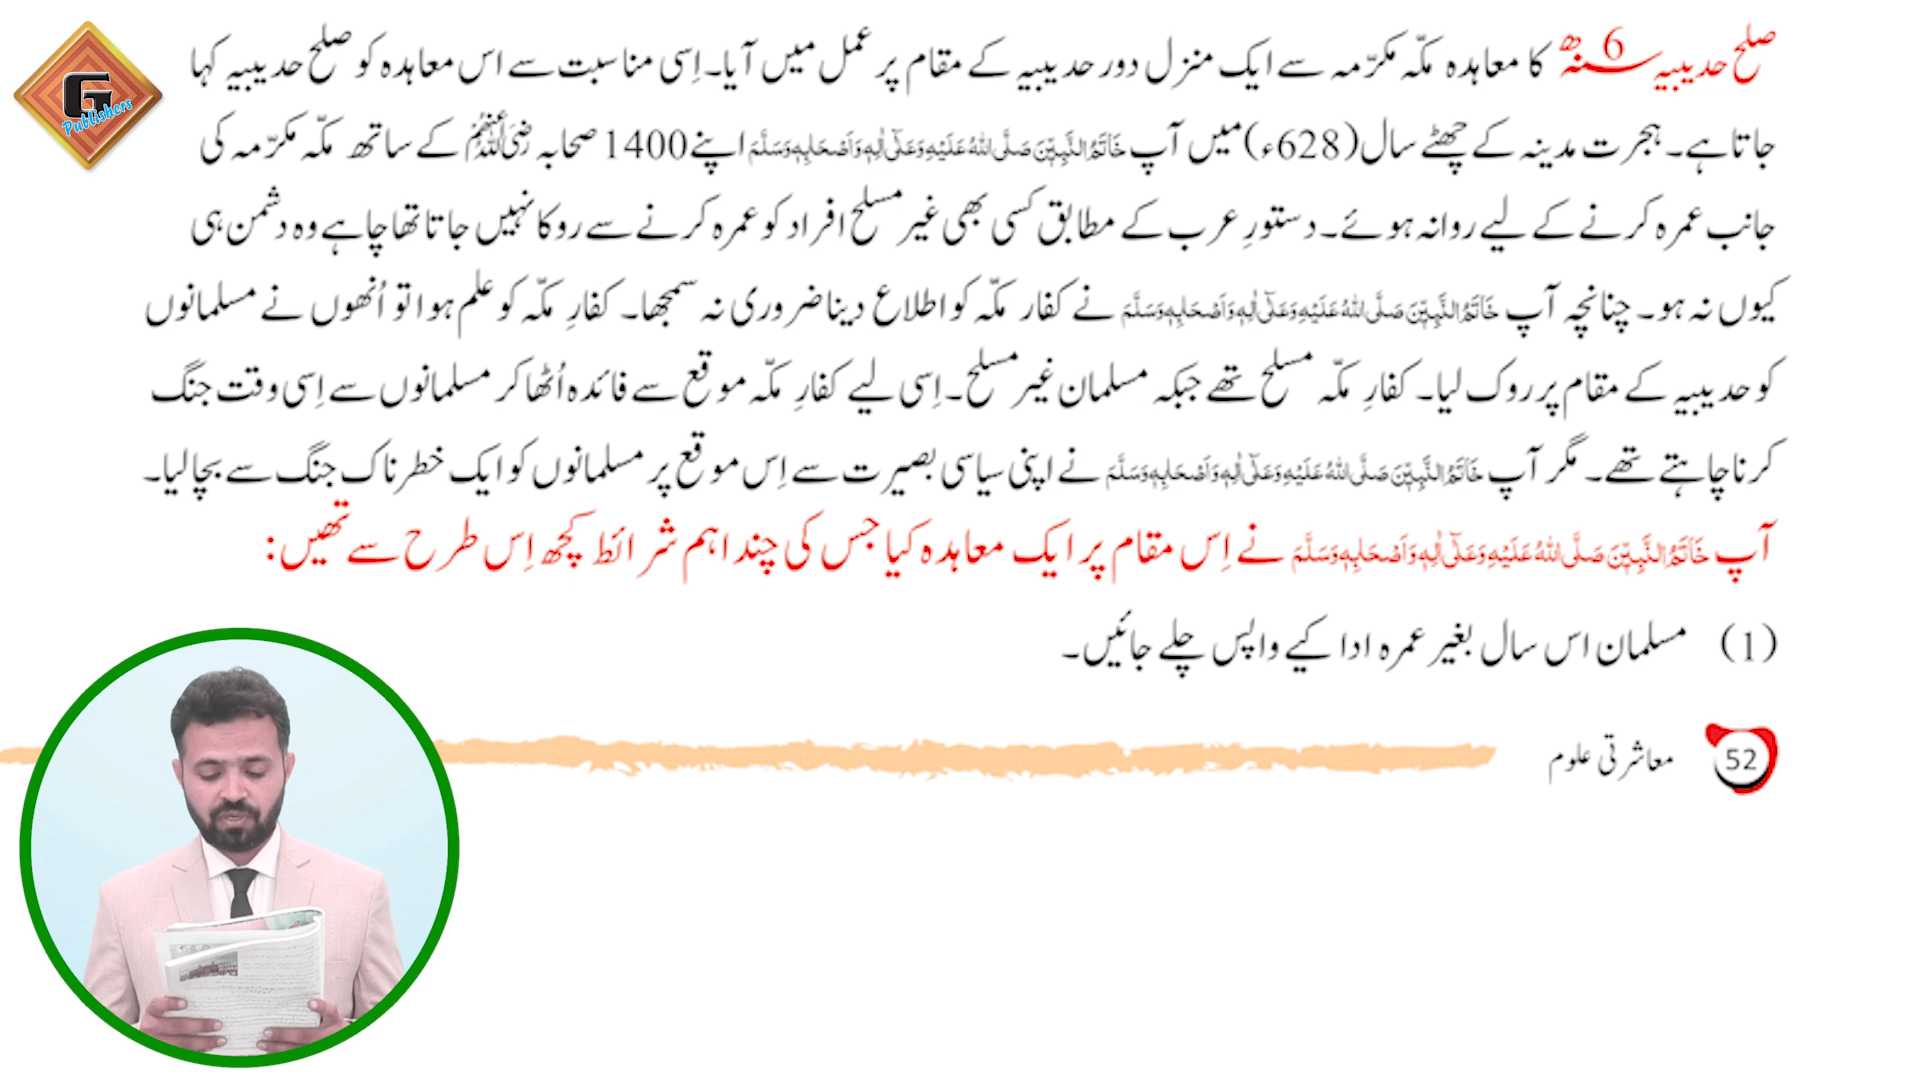 G
Publishers
صلح حدیبیہ 6 سنہ ھ کا معاہدہ مکّہ مکرّمہ سے ایک منزل دور حدیبیہ کے مقام پر عمل میں آیا۔ اِسی مناسبت سے اس معاہدہ کو صلح حدیبیہ کہا
جاتا ہے۔ ہجرت مدینہ کے چھٹے سال (628ء) میں آپ خَاتَمُ النَّبِیّٖنَ صَلَّی اللہُ عَلَیْہِ وَعَلٰٓی اٰلِہٖ وَاَصْحَابِہٖ وَسَلَّمَ اپنے 1400 صحابہ رضی اللہ عنہم کے ساتھ مکّہ مکرّمہ کی
جانب عمرہ کرنے کے لیے روانہ ہوئے۔ دستورِ عرب کے مطابق کسی بھی غیر مسلح افراد کو عمرہ کرنے سے روکا نہیں جاتا تھا چاہے وہ دشمن ہی
کیوں نہ ہو۔ چنانچہ آپ خَاتَمُ النَّبِیّٖنَ صَلَّی اللہُ عَلَیْہِ وَعَلٰٓی اٰلِہٖ وَاَصْحَابِہٖ وَسَلَّمَ نے کفار مکّہ کو اطلاع دینا ضروری نہ سمجھا۔ کفارِ مکّہ کو علم ہوا تو اُنھوں نے مسلمانوں
کو حدیبیہ کے مقام پر روک لیا۔ کفارِ مکّہ مسلح تھے جبکہ مسلمان غیر مسلح۔ اِسی لیے کفارِ مکّہ موقع سے فائدہ اُٹھا کر مسلمانوں سے اِسی وقت جنگ
کرنا چاہتے تھے۔ مگر آپ خَاتَمُ النَّبِیّٖنَ صَلَّی اللہُ عَلَیْہِ وَعَلٰٓی اٰلِہٖ وَاَصْحَابِہٖ وَسَلَّمَ نے اپنی سیاسی بصیرت سے اِس موقع پر مسلمانوں کو ایک خطرناک جنگ سے بچا لیا۔
آپ خَاتَمُ النَّبِیّٖنَ صَلَّی اللہُ عَلَیْہِ وَعَلٰٓی اٰلِہٖ وَاَصْحَابِہٖ وَسَلَّمَ نے اِس مقام پر ایک معاہدہ کیا جس کی چند اہم شرائط کچھ اِس طرح سے تھیں:
(1) مسلمان اس سال بغیر عمرہ ادا کیے واپس چلے جائیں۔
52 معاشرتی علوم